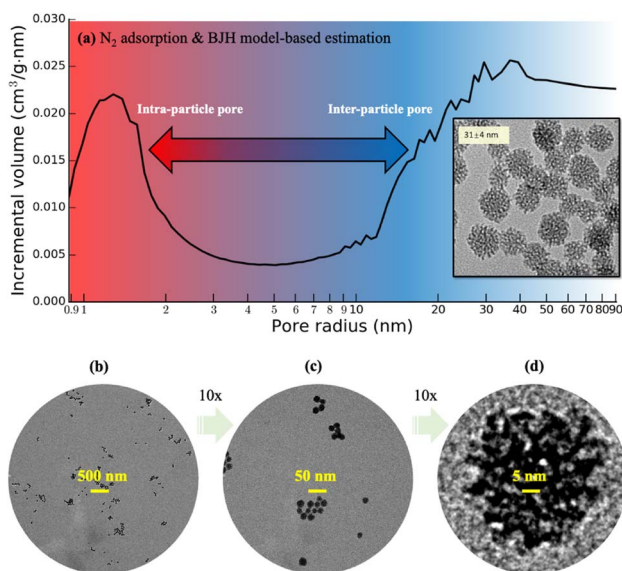 (a) N₂ adsorption & BJH model-based estimation
Incremental volume (cm³/g·nm)
0.030
0.025
0.020
0.015
0.010
0.005
0.000
Intra-particle pore
Inter-particle pore
31±4 nm
0.9 1 2 3 4 5 6 7 8 9 10 20 30 40 50 60 70 80 90
Pore radius (nm)
(b) (c) (d)
10x 10x
500 nm 50 nm 5 nm